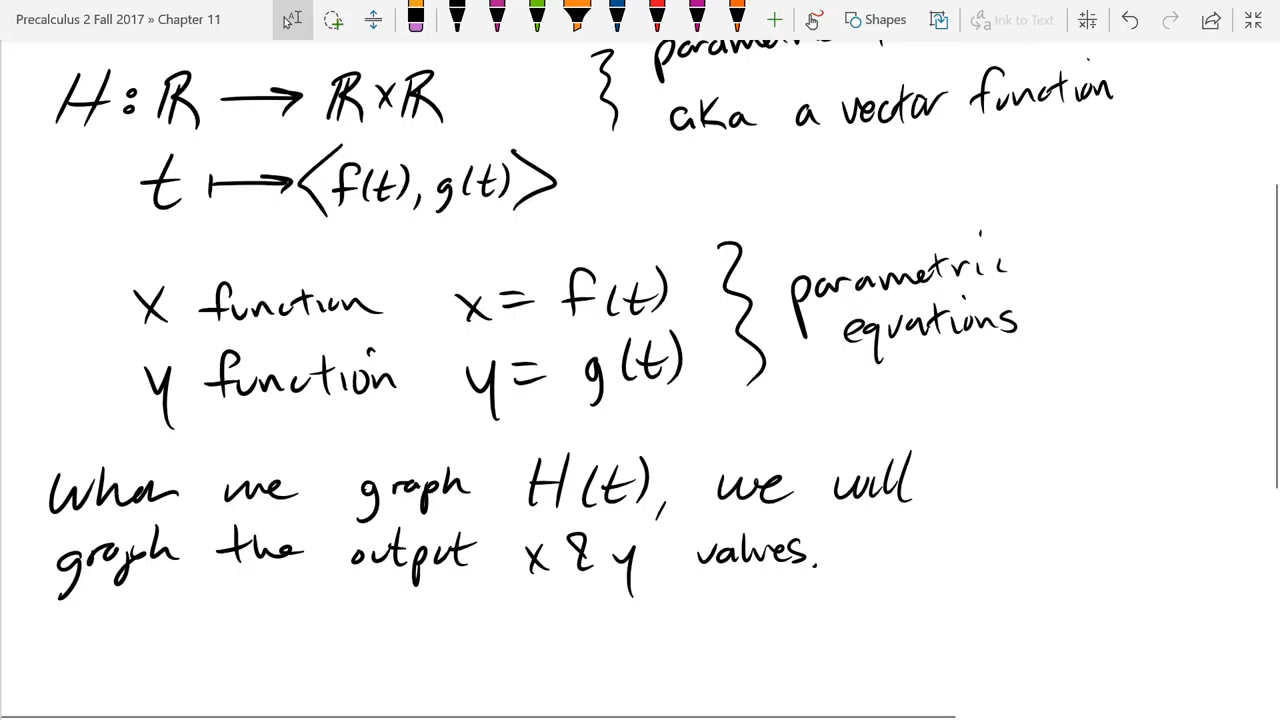 Precalculus 2 Fall 2017 » Chapter 11
Shapes
Ink to Text
H: ℝ → ℝ×ℝ
} aka a vector function
t ↦ ⟨f(t), g(t)⟩
x function x = f(t) } parametric
y function y = g(t) equations
When we graph H(t), we will
graph the output x & y values.